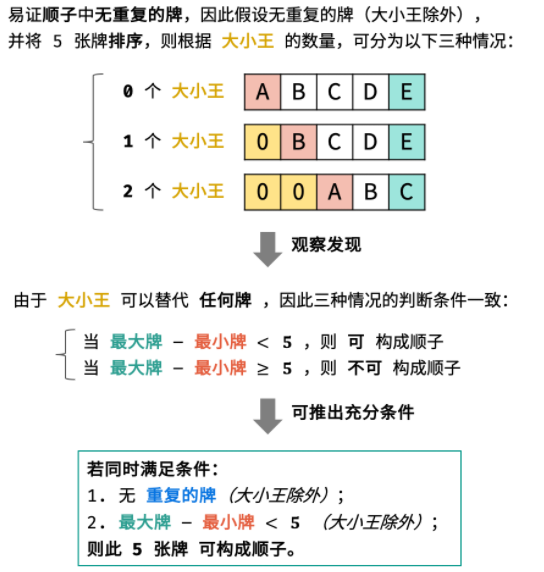 易证顺子中无重复的牌，因此假设无重复的牌（大小王除外），
并将 5 张牌排序，则根据 大小王 的数量，可分为以下三种情况：
0 个 大小王 A B C D E
1 个 大小王 0 B C D E
2 个 大小王 0 0 A B C
观察发现
由于 大小王 可以替代 任何牌 ，因此三种情况的判断条件一致：
当 最大牌 − 最小牌 < 5 ，则 可 构成顺子
当 最大牌 − 最小牌 ≥ 5 ，则 不可 构成顺子
可推出充分条件
若同时满足条件：
1. 无 重复的牌（大小王除外）；
2. 最大牌 − 最小牌 < 5 （大小王除外）；
则此 5 张牌 可构成顺子。